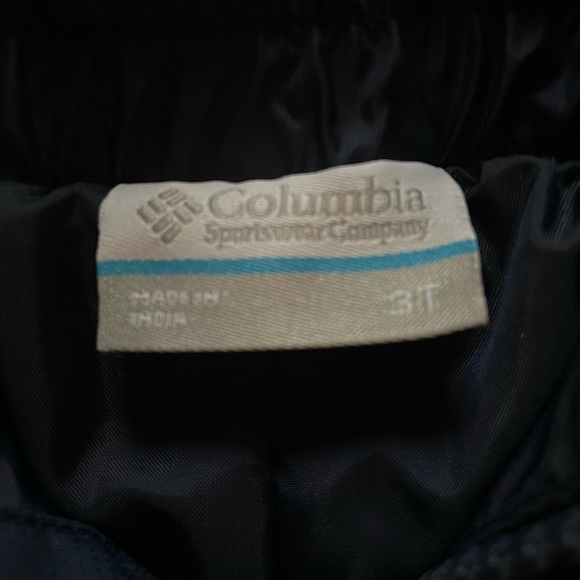 Columbia
Sportswear Company
MADE IN
INDIA
3T